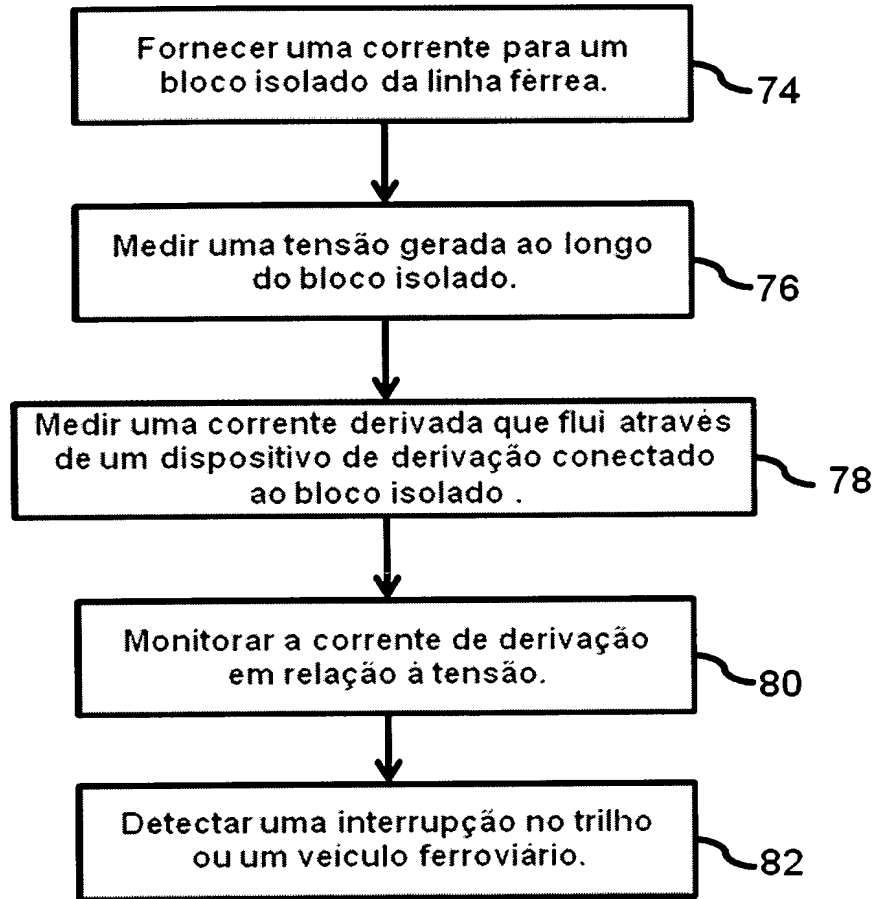 Fornecer uma corrente para um
bloco isolado da linha férrea.
74
Medir uma tensão gerada ao longo
do bloco isolado.
76
Medir uma corrente derivada que flui através
de um dispositivo de derivação conectado
ao bloco isolado .
78
Monitorar a corrente de derivação
em relação à tensão.
80
Detectar uma interrupção no trilho
ou um veículo ferroviário.
82